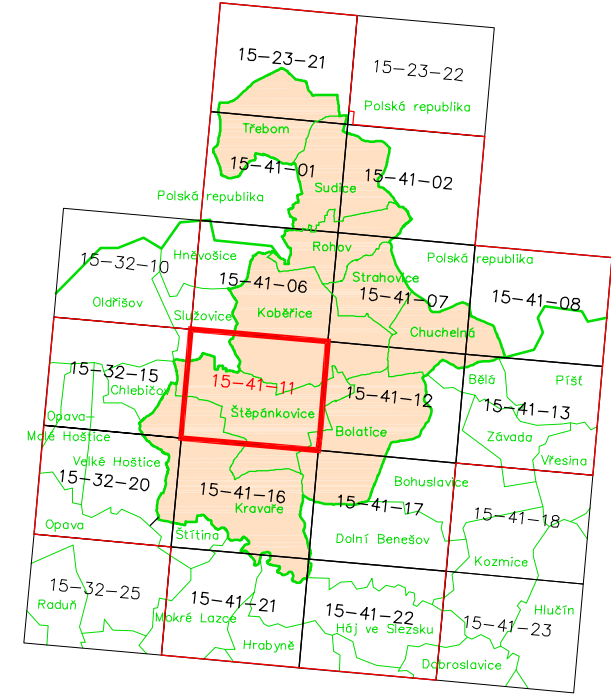 15-23-21
15-23-22
Polská republika
Třebom
15-41-01
15-41-02
Sudice
Polská republika
Rohov
Hněvošice
Polská republika
15-32-10
15-41-06
Strahovice
15-41-07
15-41-08
Oldřišov
Služovice
Kobeřice
Chuchelná
15-32-15
15-41-11
Bělá
Píšť
Chlebičov
15-41-12
15-41-13
Opava
Štěpánkovice
Malé Hoštice
Bolatice
Závada
Velké Hoštice
Vřesina
15-32-20
15-41-16
Bohuslavice
Kravaře
15-41-17
15-41-18
Opava
Štítina
Dolní Benešov
Kozmice
15-32-25
15-41-21
15-41-22
Hlučín
Raduň
Mokré Lazce
Háj ve Slezsku
15-41-23
Hrabyně
Dobroslavice